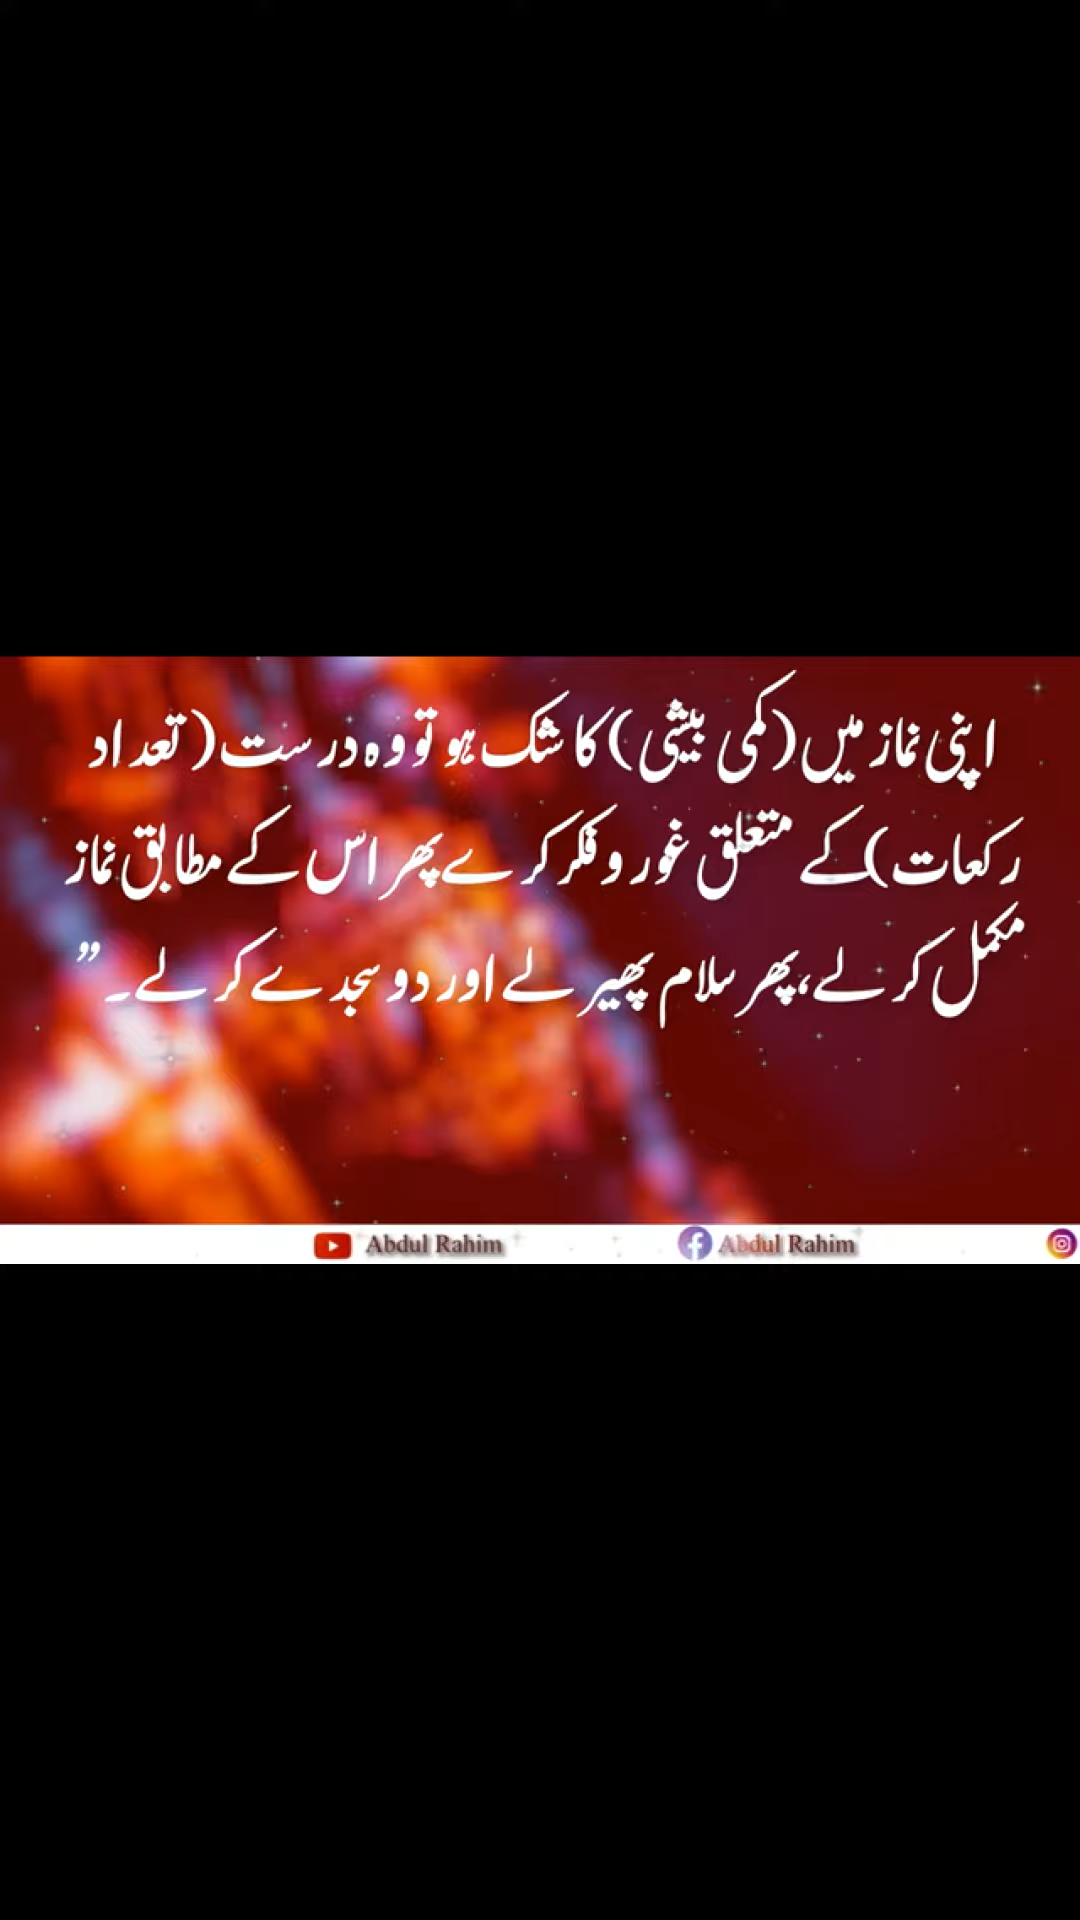 اپنی نماز میں (کمی بیشی) کا شک ہو تو وہ درست (تعداد
رکعات) کے متعلق غور و فکر کرے پھر اس کے مطابق نماز
مکمل کر لے، پھر سلام پھیر لے اور دو سجدے کر لے۔”
Abdul Rahim Abdul Rahim